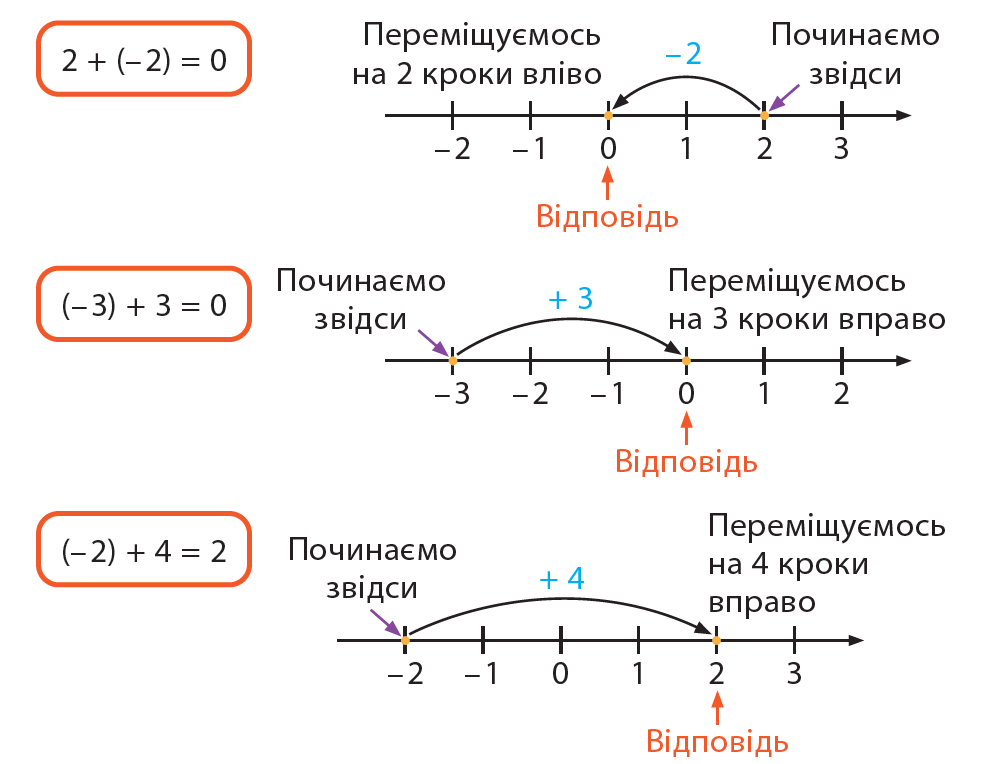 2 + (–2) = 0
Переміщуємось
на 2 кроки вліво
–2
Починаємо
звідси
–2 –1 0 1 2 3
Відповідь
(–3) + 3 = 0
Починаємо
звідси
+ 3
Переміщуємось
на 3 кроки вправо
–3 –2 –1 0 1 2
Відповідь
(–2) + 4 = 2
Починаємо
звідси
+ 4
Переміщуємось
на 4 кроки
вправо
–2 –1 0 1 2 3
Відповідь